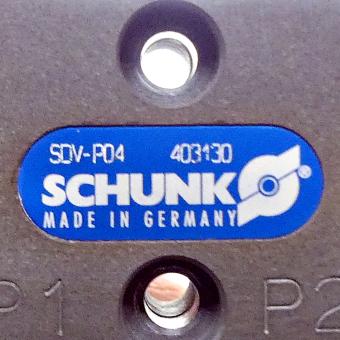 SDV-P04 403130
SCHUNK ®
MADE IN GERMANY
P1 P2